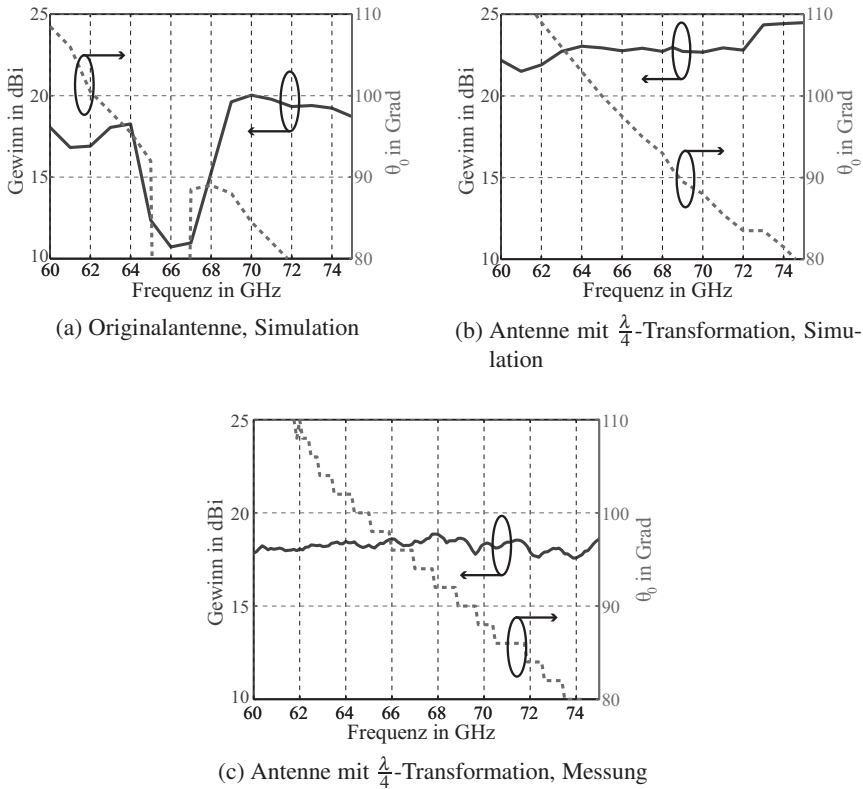 25
20
15
10
Gewinn in dBi
110
100
90
80
θ₀ in Grad
60 62 64 66 68 70 72 74
Frequenz in GHz
(a) Originalantenne, Simulation
25
20
15
10
Gewinn in dBi
110
100
90
80
θ₀ in Grad
60 62 64 66 68 70 72 74
Frequenz in GHz
(b) Antenne mit λ/4-Transformation, Simu-
lation
25
20
15
10
Gewinn in dBi
110
100
90
80
θ₀ in Grad
60 62 64 66 68 70 72 74
Frequenz in GHz
(c) Antenne mit λ/4-Transformation, Messung